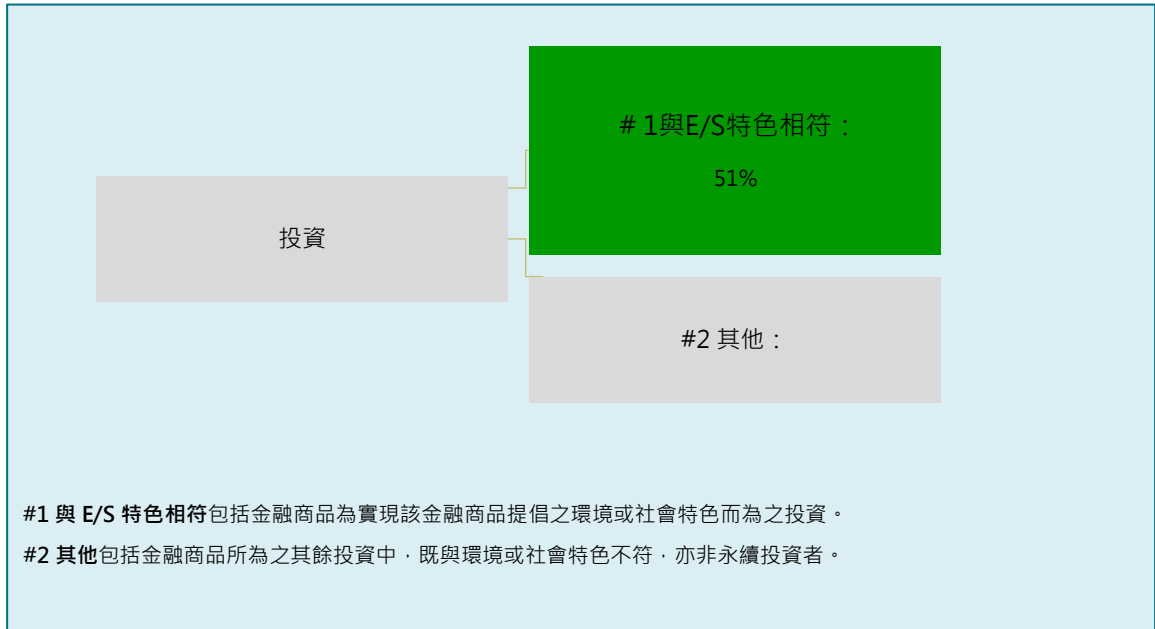 # 1與E/S特色相符：
51%
投資
#2 其他：
#1 與 E/S 特色相符包括金融商品為實現該金融商品提倡之環境或社會特色而為之投資。
#2 其他包括金融商品所為之其餘投資中，既與環境或社會特色不符，亦非永續投資者。